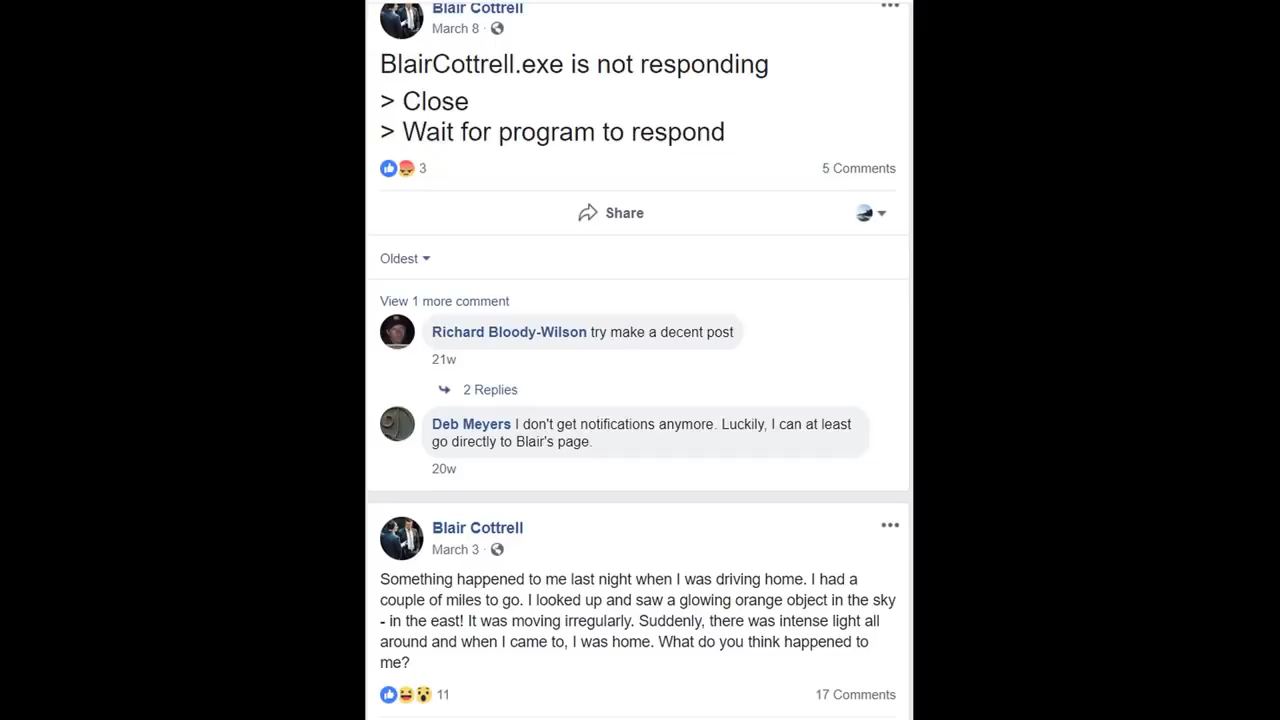 Blair Cottrell
March 8 ·
BlairCottrell.exe is not responding
> Close
> Wait for program to respond
3
5 Comments
Share
Oldest
View 1 more comment
Richard Bloody-Wilson try make a decent post
21w
2 Replies
Deb Meyers I don't get notifications anymore. Luckily, I can at least
go directly to Blair's page.
20w
Blair Cottrell
March 3 ·
Something happened to me last night when I was driving home. I had a
couple of miles to go. I looked up and saw a glowing orange object in the sky
- in the east! It was moving irregularly. Suddenly, there was intense light all
around and when I came to, I was home. What do you think happened to
me?
11
17 Comments